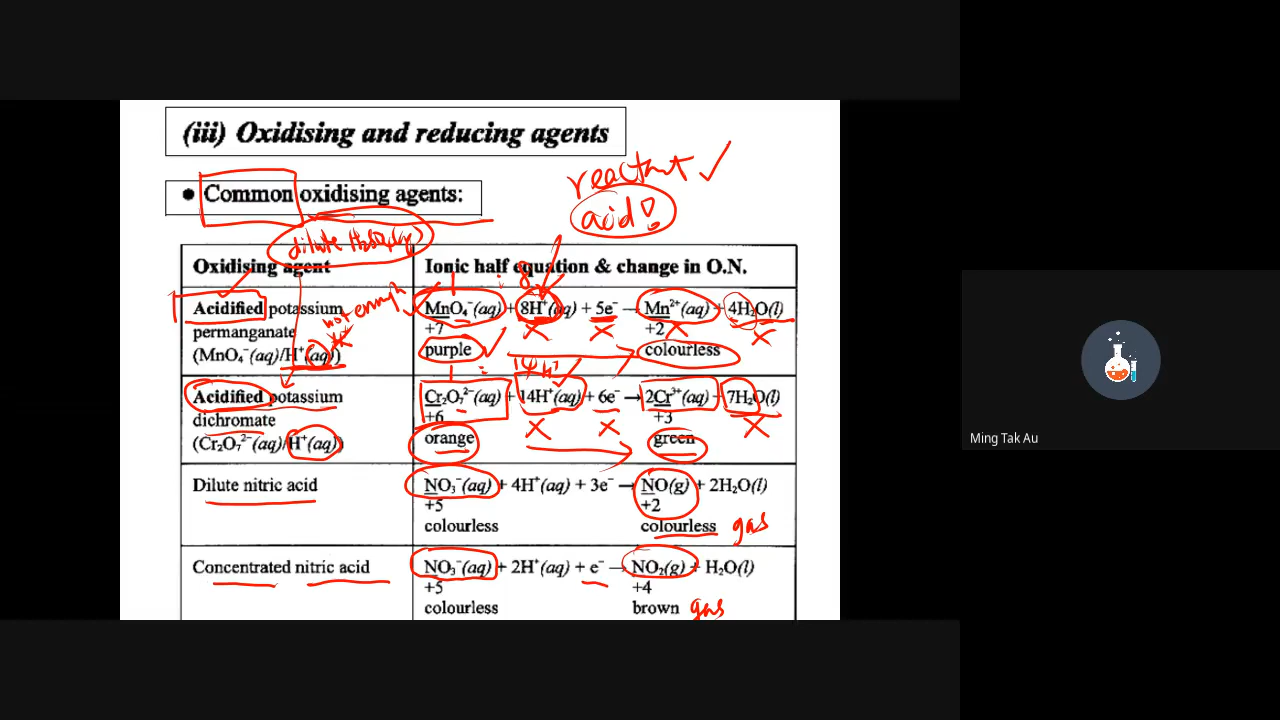 (iii) Oxidising and reducing agents
reactant ✓
• Common oxidising agents:
acid!
dilute H₂SO₄(aq)
Oxidising agent
Ionic half equation & change in O.N.
8
Acidified potassium
permanganate
(MnO₄⁻(aq)/H⁺(aq))
not enough
MnO₄⁻(aq) + 8H⁺(aq) + 5e⁻ → Mn²⁺(aq) + 4H₂O(l)
+7 +2
purple colourless
14H⁺
Acidified potassium
dichromate
(Cr₂O₇²⁻(aq)/H⁺(aq))
Cr₂O₇²⁻(aq) + 14H⁺(aq) + 6e⁻ → 2Cr³⁺(aq) + 7H₂O(l)
+6 +3
orange green
Dilute nitric acid
NO₃⁻(aq) + 4H⁺(aq) + 3e⁻ → NO(g) + 2H₂O(l)
+5 +2
colourless colourless gas
Concentrated nitric acid
NO₃⁻(aq) + 2H⁺(aq) + e⁻ → NO₂(g) + H₂O(l)
+5 +4
colourless brown gas
Ming Tak Au